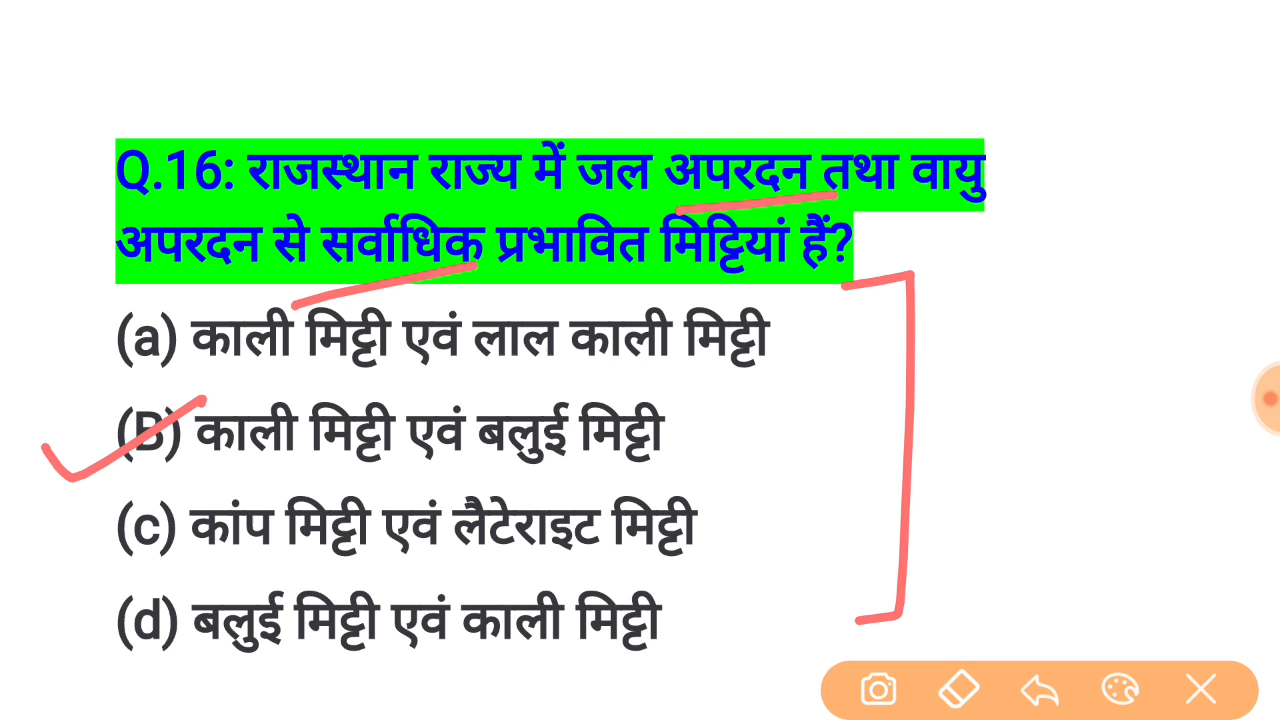 Q.16: राजस्थान राज्य में जल अपरदन तथा वायु
अपरदन से सर्वाधिक प्रभावित मिट्टियां हैं?
(a) काली मिट्टी एवं लाल काली मिट्टी
(B) काली मिट्टी एवं बलुई मिट्टी
(c) कांप मिट्टी एवं लैटेराइट मिट्टी
(d) बलुई मिट्टी एवं काली मिट्टी